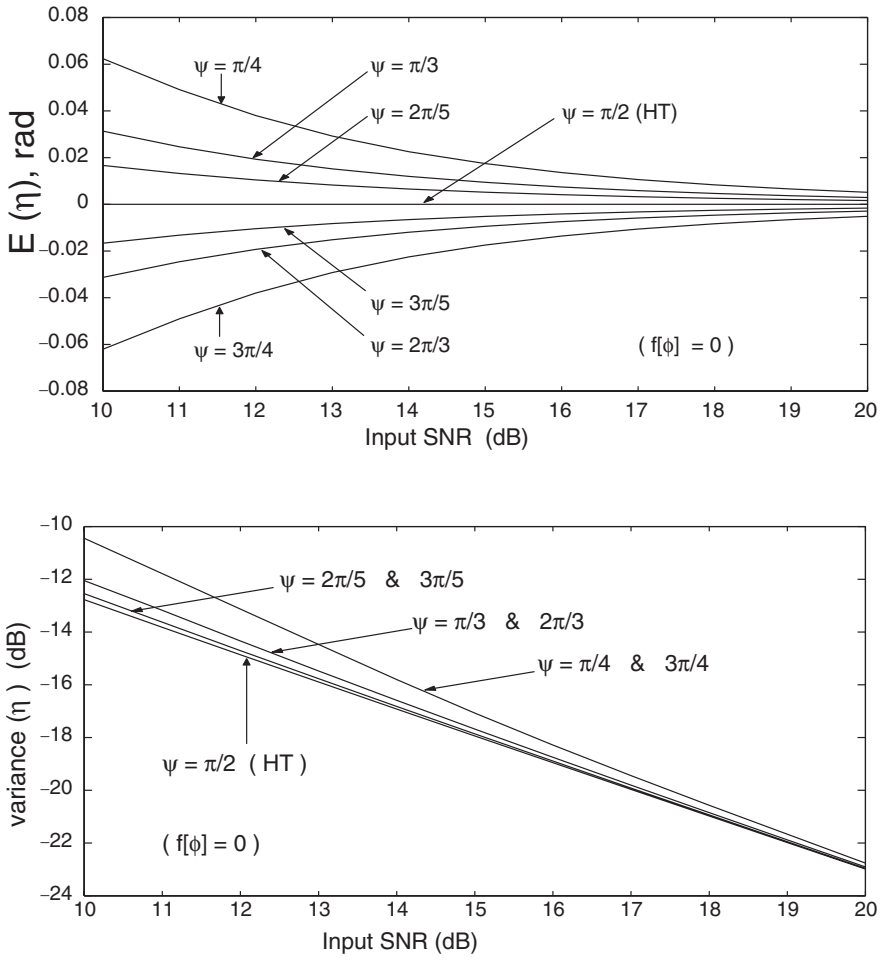 0.08
0.06
0.04
0.02
0
−0.02
−0.04
−0.06
−0.08
E (η), rad
ψ = π/4
ψ = π/3
ψ = 2π/5
ψ = π/2 (HT)
ψ = 3π/5
ψ = 2π/3
ψ = 3π/4
( f[ϕ] = 0 )
10 11 12 13 14 15 16 17 18 19 20
Input SNR (dB)
−10
−12
−14
−16
−18
−20
−22
−24
variance (η ) (dB)
ψ = 2π/5 & 3π/5
ψ = π/3 & 2π/3
ψ = π/4 & 3π/4
ψ = π/2 ( HT )
( f[ϕ] = 0 )
10 11 12 13 14 15 16 17 18 19 20
Input SNR (dB)